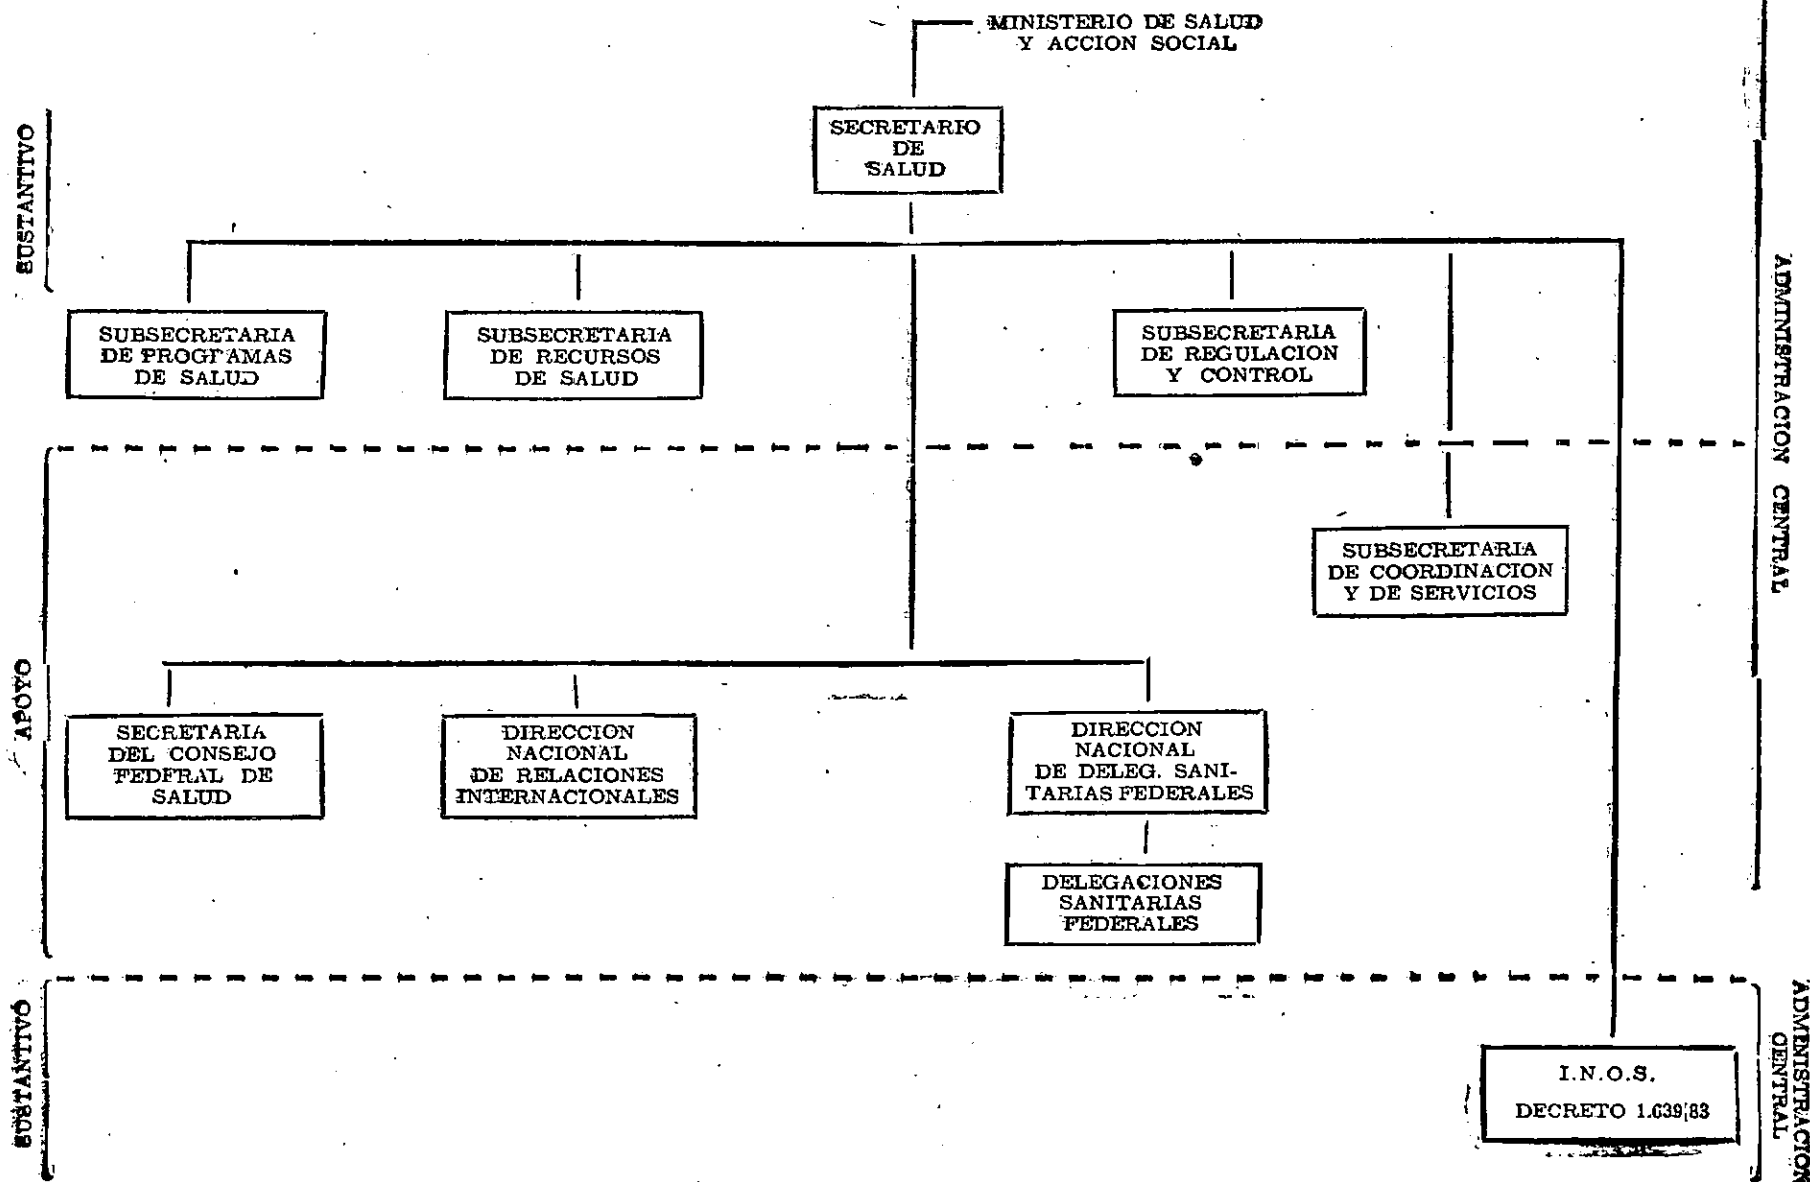 MINISTERIO DE SALUD
Y ACCION SOCIAL
SECRETARIO
DE
SALUD
SUSTANTIVO
SUBSECRETARIA
DE PROGRAMAS
DE SALUD
SUBSECRETARIA
DE RECURSOS
DE SALUD
SUBSECRETARIA
DE REGULACION
Y CONTROL
ADMINISTRACION CENTRAL
SUBSECRETARIA
DE COORDINACION
Y DE SERVICIOS
APOYO
SECRETARIA
DEL CONSEJO
FEDERAL DE
SALUD
DIRECCION
NACIONAL
DE RELACIONES
INTERNACIONALES
DIRECCION
NACIONAL
DE DELEG. SANI-
TARIAS FEDERALES
DELEGACIONES
SANITARIAS
FEDERALES
SUSTANTIVO
I.N.O.S.
DECRETO 1.639|83
ADMINISTRACION
CENTRAL